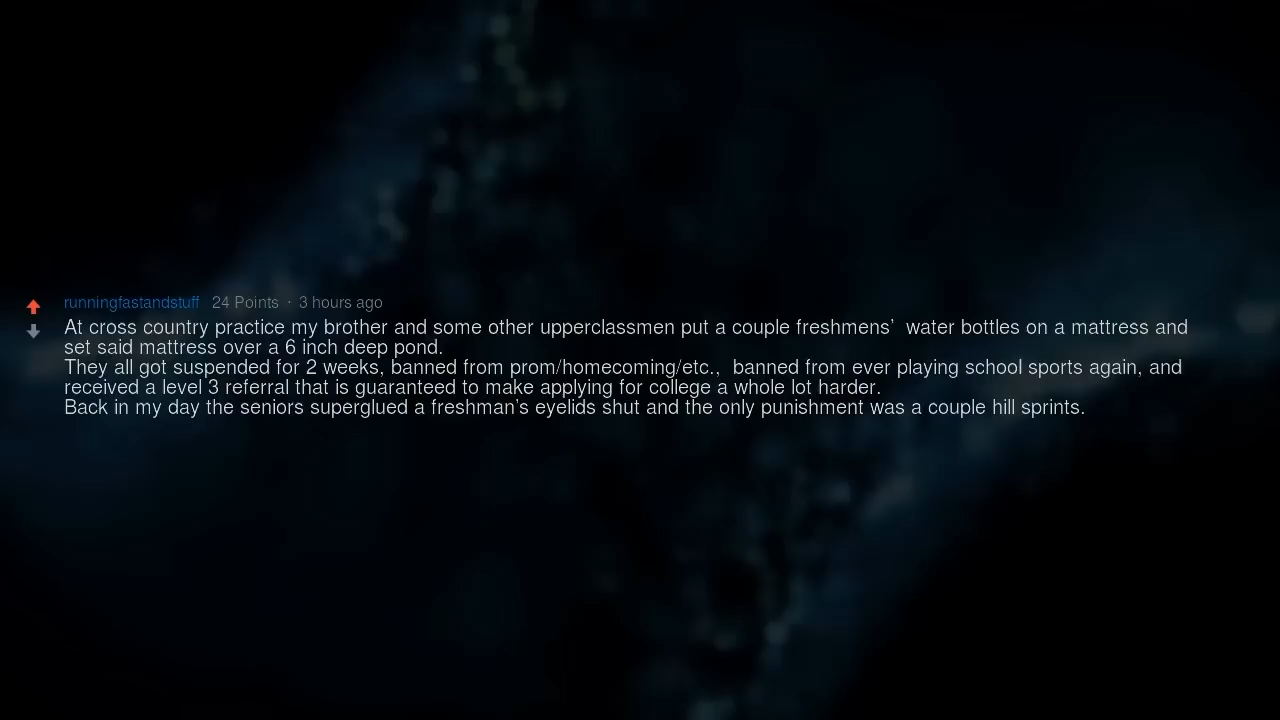 runningfastandstuff 24 Points · 3 hours ago
At cross country practice my brother and some other upperclassmen put a couple freshmens’ water bottles on a mattress and
set said mattress over a 6 inch deep pond.
They all got suspended for 2 weeks, banned from prom/homecoming/etc., banned from ever playing school sports again, and
received a level 3 referral that is guaranteed to make applying for college a whole lot harder.
Back in my day the seniors superglued a freshman's eyelids shut and the only punishment was a couple hill sprints.